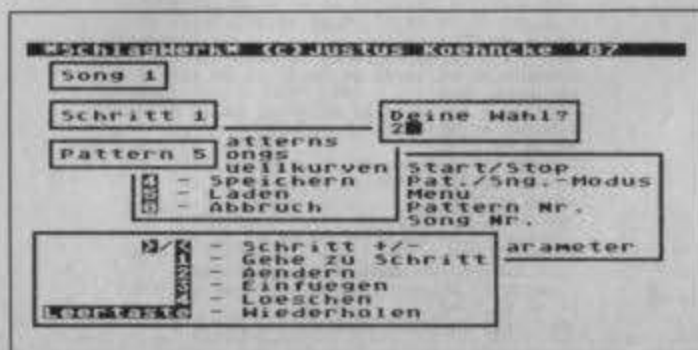 *SchlagWerk* (c)Justus Koehncke '87
Song 1
Schritt 1
Deine Wahl?
2
Pattern 5
atterns
ongs
uellkurven
- Speichern
- Laden
- Abbruch
Start/Stop
Pat./Sng.-Modus
Menu
Pattern Nr.
Song Nr.
arameter
- Schritt +/-
- Gehe zu Schritt
- Aendern
- Einfuegen
- Loeschen
Leertaste - Wiederholen